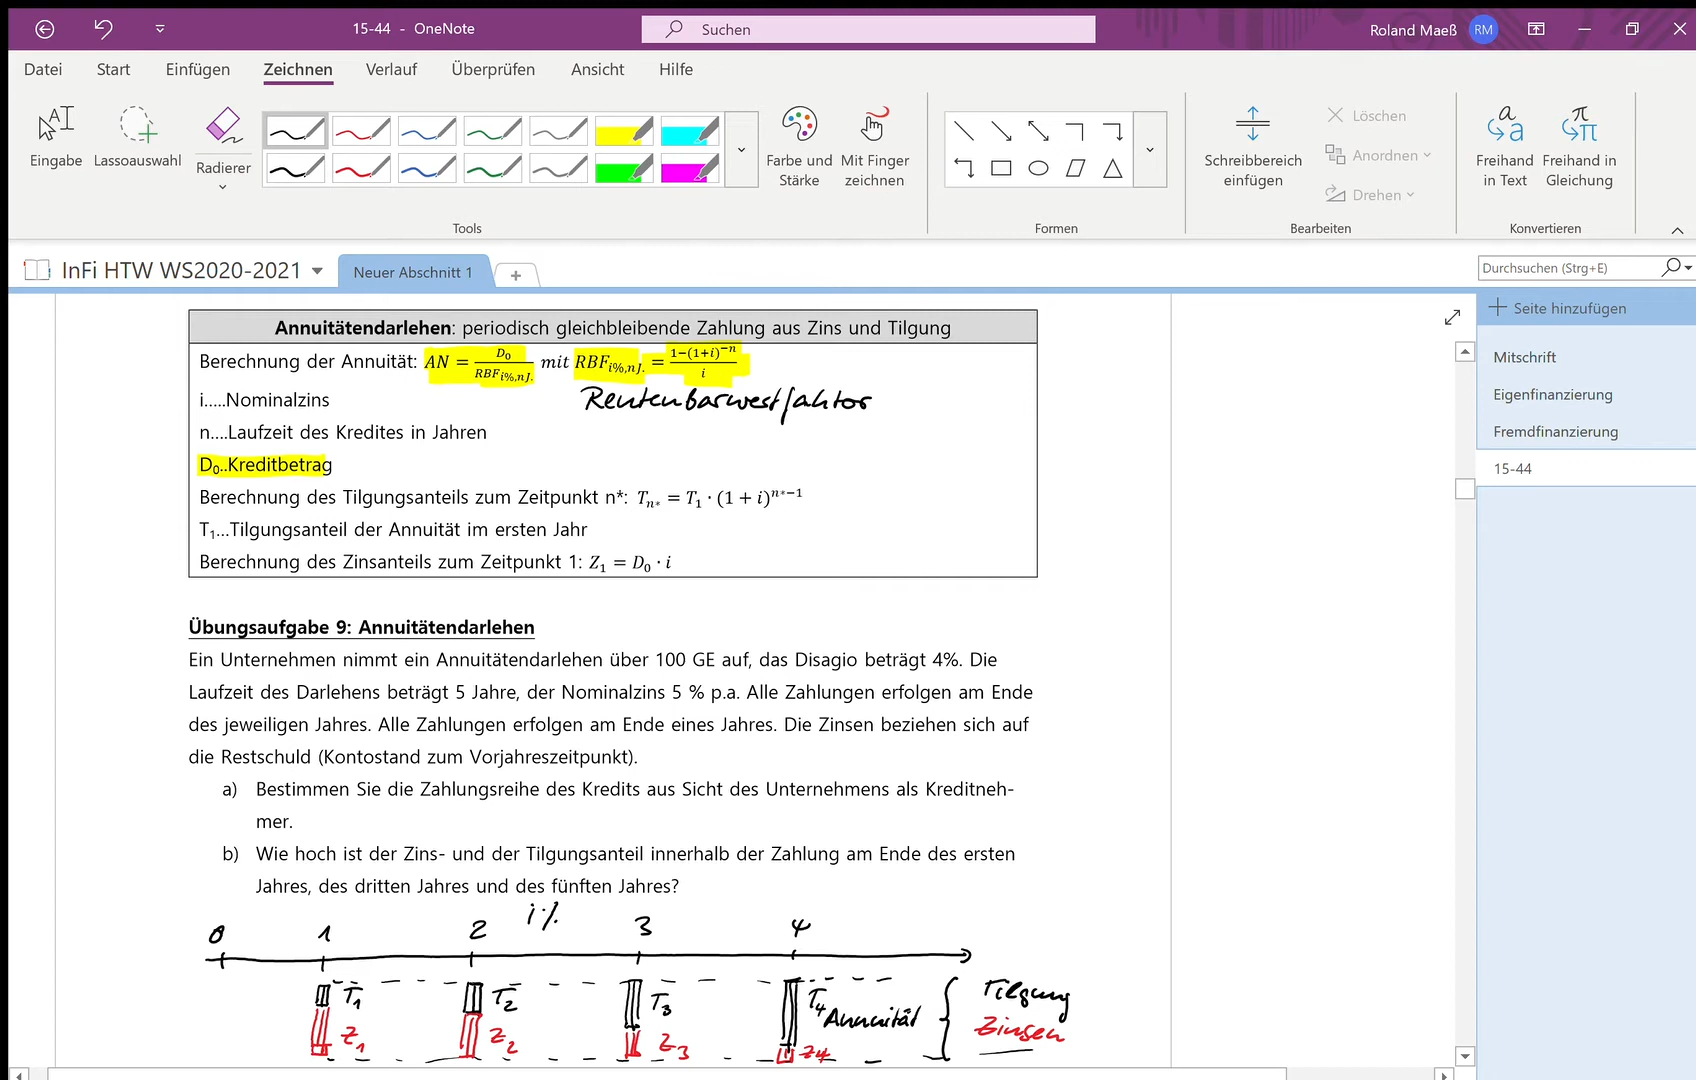 15-44 - OneNote
Suchen
Roland Maeß RM
Datei Start Einfügen Zeichnen Verlauf Überprüfen Ansicht Hilfe
Eingabe Lassoauswahl Radierer Farbe und Stärke Mit Finger zeichnen Schreibbereich einfügen Löschen Anordnen Drehen Freihand in Text Freihand in Gleichung
Tools Formen Bearbeiten Konvertieren
InFi HTW WS2020-2021 Neuer Abschnitt 1 + Durchsuchen (Strg+E)
Seite hinzufügen
Mitschrift
Eigenfinanzierung
Fremdfinanzierung
15-44
Annuitätendarlehen: periodisch gleichbleibende Zahlung aus Zins und Tilgung
Berechnung der Annuität: AN = D₀/RBF_{i%,nJ.} mit RBF_{i%,nJ.} = (1−(1+i)^{−n})/i
i.....Nominalzins Rentenbarwertfaktor
n....Laufzeit des Kredites in Jahren
D₀..Kreditbetrag
Berechnung des Tilgungsanteils zum Zeitpunkt n*: T_{n*} = T₁ · (1 + i)^{n*−1}
T₁...Tilgungsanteil der Annuität im ersten Jahr
Berechnung des Zinsanteils zum Zeitpunkt 1: Z₁ = D₀ · i
Übungsaufgabe 9: Annuitätendarlehen
Ein Unternehmen nimmt ein Annuitätendarlehen über 100 GE auf, das Disagio beträgt 4%. Die
Laufzeit des Darlehens beträgt 5 Jahre, der Nominalzins 5 % p.a. Alle Zahlungen erfolgen am Ende
des jeweiligen Jahres. Alle Zahlungen erfolgen am Ende eines Jahres. Die Zinsen beziehen sich auf
die Restschuld (Kontostand zum Vorjahreszeitpunkt).
a) Bestimmen Sie die Zahlungsreihe des Kredits aus Sicht des Unternehmens als Kreditneh-
mer.
b) Wie hoch ist der Zins- und der Tilgungsanteil innerhalb der Zahlung am Ende des ersten
Jahres, des dritten Jahres und des fünften Jahres?
0 1 2 i% 3 4
T₁ T₂ T₃ T₄ Annuität Tilgung
Z₁ Z₂ Z₃ Z₄ Zinsen